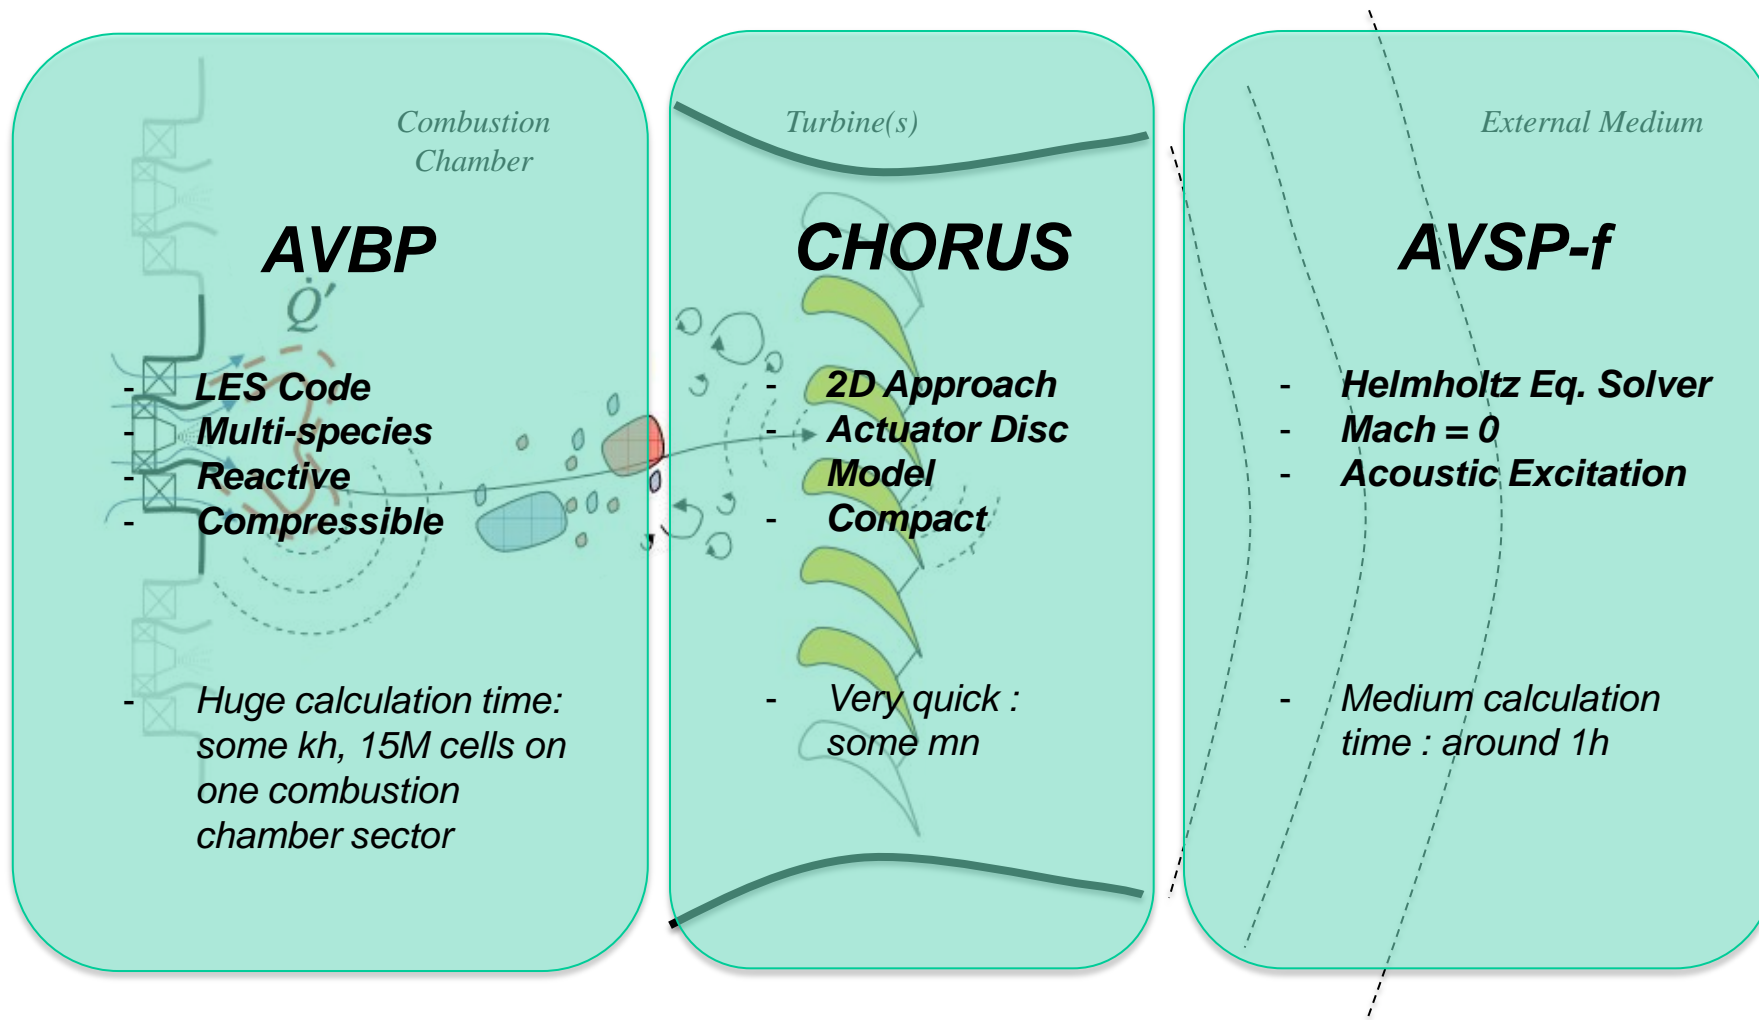 Combustion
Chamber
AVBP
Q̇'
- LES Code
- Multi-species
- Reactive
- Compressible
- Huge calculation time:
some kh, 15M cells on
one combustion
chamber sector
Turbine(s)
CHORUS
- 2D Approach
- Actuator Disc
Model
- Compact
- Very quick :
some mn
External Medium
AVSP-f
- Helmholtz Eq. Solver
- Mach = 0
- Acoustic Excitation
- Medium calculation
time : around 1h